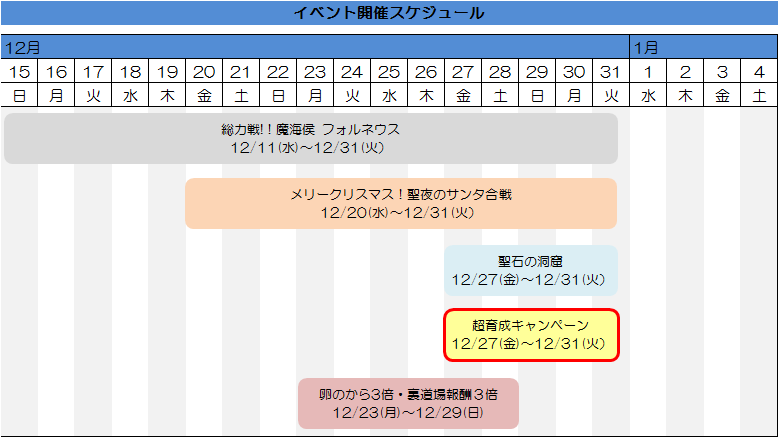 イベント開催スケジュール
12月 1月
15 16 17 18 19 20 21 22 23 24 25 26 27 28 29 30 31 1 2 3 4
日 月 火 水 木 金 土 日 月 火 水 木 金 土 日 月 火 水 木 金 土
総力戦!！魔海侯 フォルネウス
12/11(水)～12/31(火)
メリークリスマス！聖夜のサンタ合戦
12/20(水)～12/31(火)
聖石の洞窟
12/27(金)～12/31(火)
超育成キャンペーン
12/27(金)～12/31(火)
卵のから3倍・裏道場報酬３倍
12/23(月)～12/29(日)